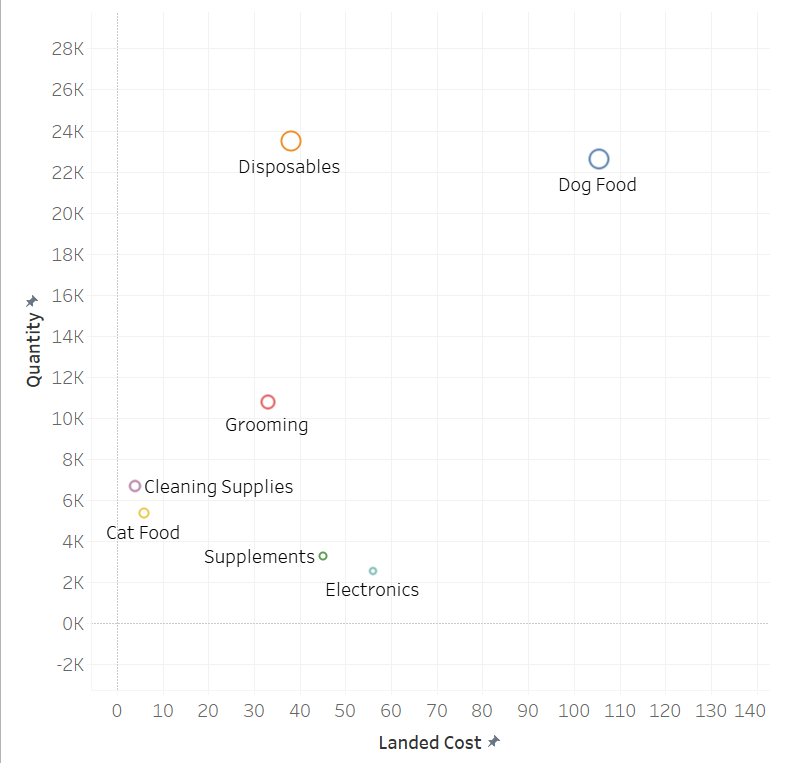 28K
26K
24K
Disposables
22K
Dog Food
20K
18K
16K
Quantity
14K
12K
10K
Grooming
8K
Cleaning Supplies
6K
Cat Food
4K
Supplements
2K
Electronics
0K
-2K
0 10 20 30 40 50 60 70 80 90 100 110 120 130 140
Landed Cost